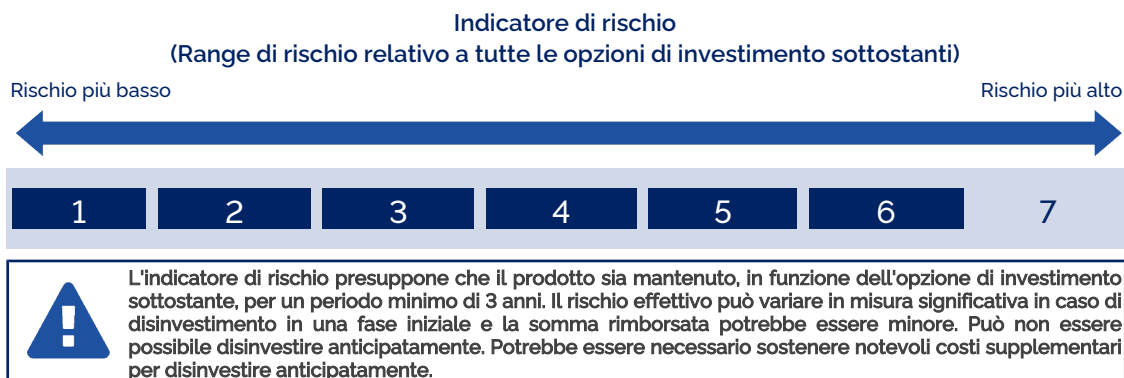 Indicatore di rischio
(Range di rischio relativo a tutte le opzioni di investimento sottostanti)
Rischio più basso Rischio più alto
1 2 3 4 5 6 7
L'indicatore di rischio presuppone che il prodotto sia mantenuto, in funzione dell'opzione di investimento
sottostante, per un periodo minimo di 3 anni. Il rischio effettivo può variare in misura significativa in caso di
disinvestimento in una fase iniziale e la somma rimborsata potrebbe essere minore. Può non essere
possibile disinvestire anticipatamente. Potrebbe essere necessario sostenere notevoli costi supplementari
per disinvestire anticipatamente.